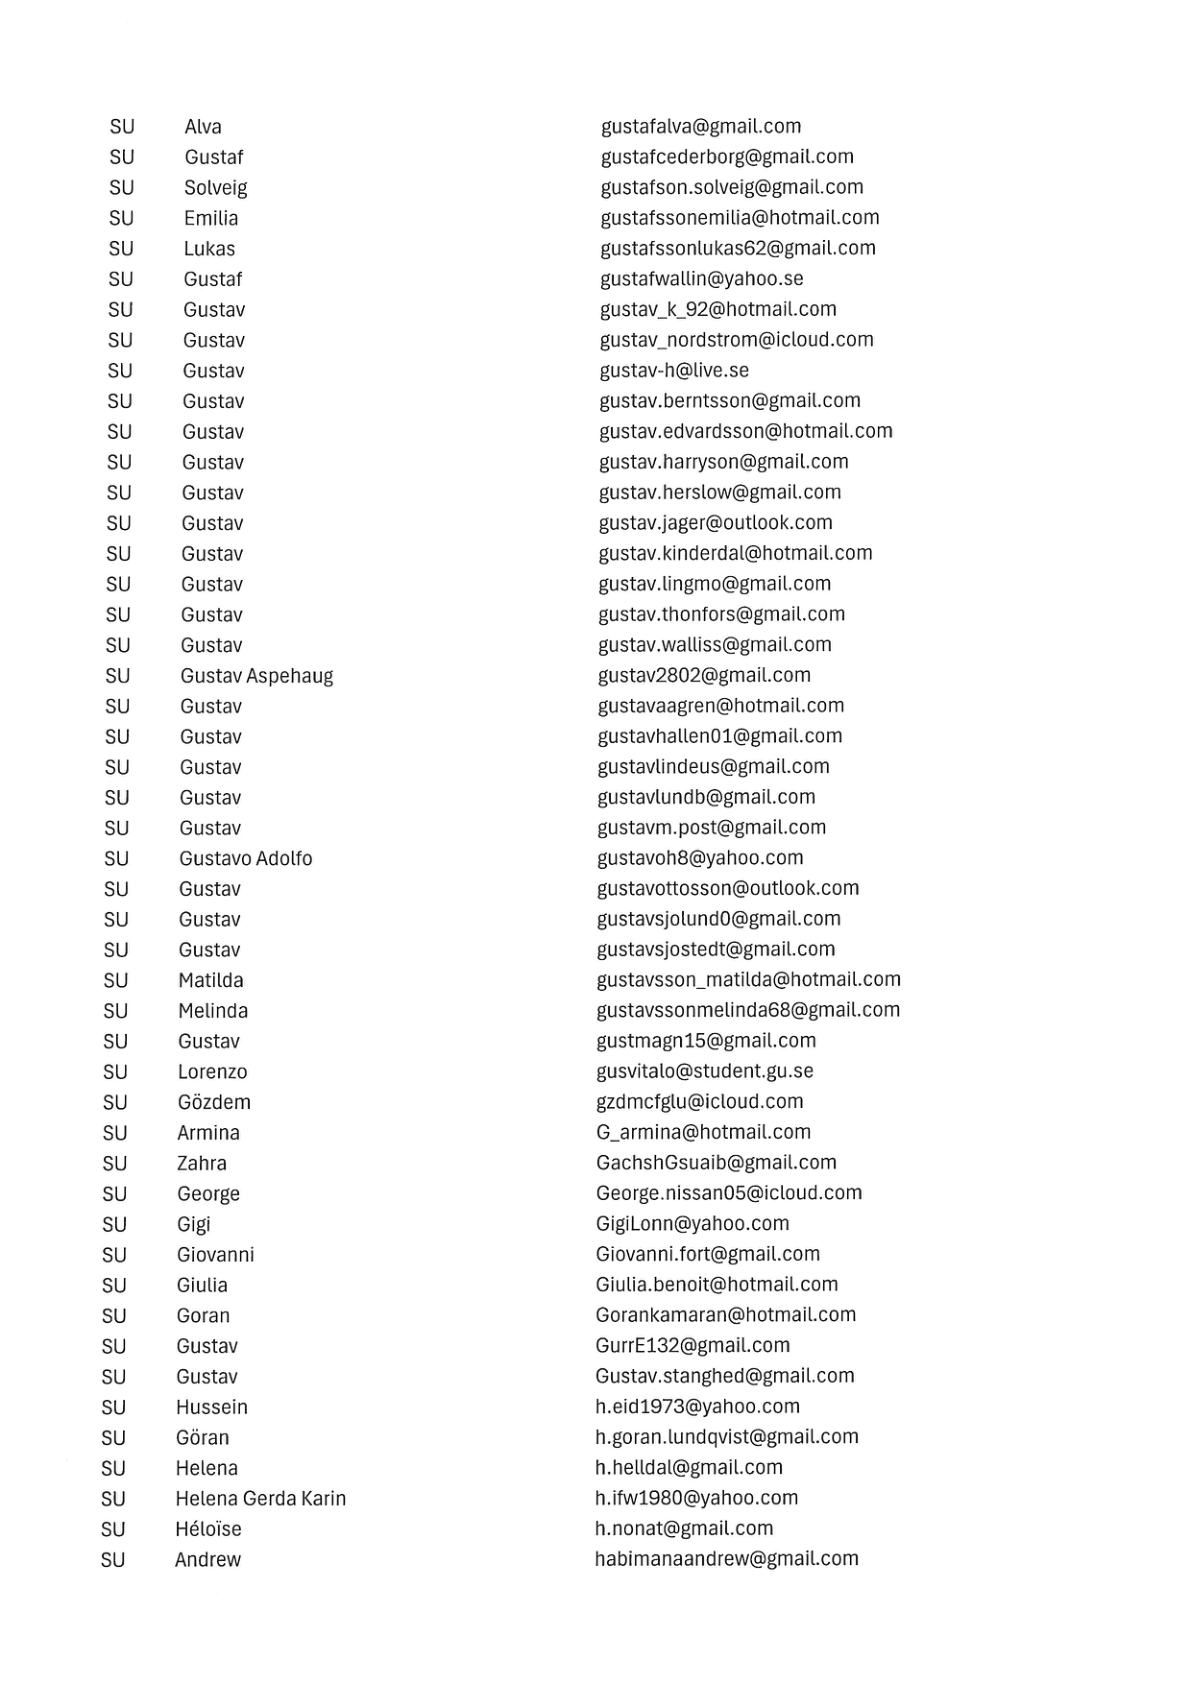 SU Alva gustafalva@gmail.com
SU Gustaf gustafcederborg@gmail.com
SU Solveig gustafson.solveig@gmail.com
SU Emilia gustafssonemilia@hotmail.com
SU Lukas gustafssonlukas62@gmail.com
SU Gustaf gustafwallin@yahoo.se
SU Gustav gustav_k_92@hotmail.com
SU Gustav gustav_nordstrom@icloud.com
SU Gustav gustav-h@live.se
SU Gustav gustav.berntsson@gmail.com
SU Gustav gustav.edvardsson@hotmail.com
SU Gustav gustav.harryson@gmail.com
SU Gustav gustav.herslow@gmail.com
SU Gustav gustav.jager@outlook.com
SU Gustav gustav.kinderdal@hotmail.com
SU Gustav gustav.lingmo@gmail.com
SU Gustav gustav.thonfors@gmail.com
SU Gustav gustav.walliss@gmail.com
SU Gustav Aspehaug gustav2802@gmail.com
SU Gustav gustavaagren@hotmail.com
SU Gustav gustavhallen01@gmail.com
SU Gustav gustavlindeus@gmail.com
SU Gustav gustavlundb@gmail.com
SU Gustav gustavm.post@gmail.com
SU Gustavo Adolfo gustavoh8@yahoo.com
SU Gustav gustavottosson@outlook.com
SU Gustav gustavsjolund0@gmail.com
SU Gustav gustavsjostedt@gmail.com
SU Matilda gustavsson_matilda@hotmail.com
SU Melinda gustavssonmelinda68@gmail.com
SU Gustav gustmagn15@gmail.com
SU Lorenzo gusvitalo@student.gu.se
SU Gözdem gzdmcfglu@icloud.com
SU Armina G_armina@hotmail.com
SU Zahra GachshGsuaib@gmail.com
SU George George.nissan05@icloud.com
SU Gigi GigiLonn@yahoo.com
SU Giovanni Giovanni.fort@gmail.com
SU Giulia Giulia.benoit@hotmail.com
SU Goran Gorankamaran@hotmail.com
SU Gustav GurrE132@gmail.com
SU Gustav Gustav.stanghed@gmail.com
SU Hussein h.eid1973@yahoo.com
SU Göran h.goran.lundqvist@gmail.com
SU Helena h.helldal@gmail.com
SU Helena Gerda Karin h.ifw1980@yahoo.com
SU Héloïse h.nonat@gmail.com
SU Andrew habimanaandrew@gmail.com